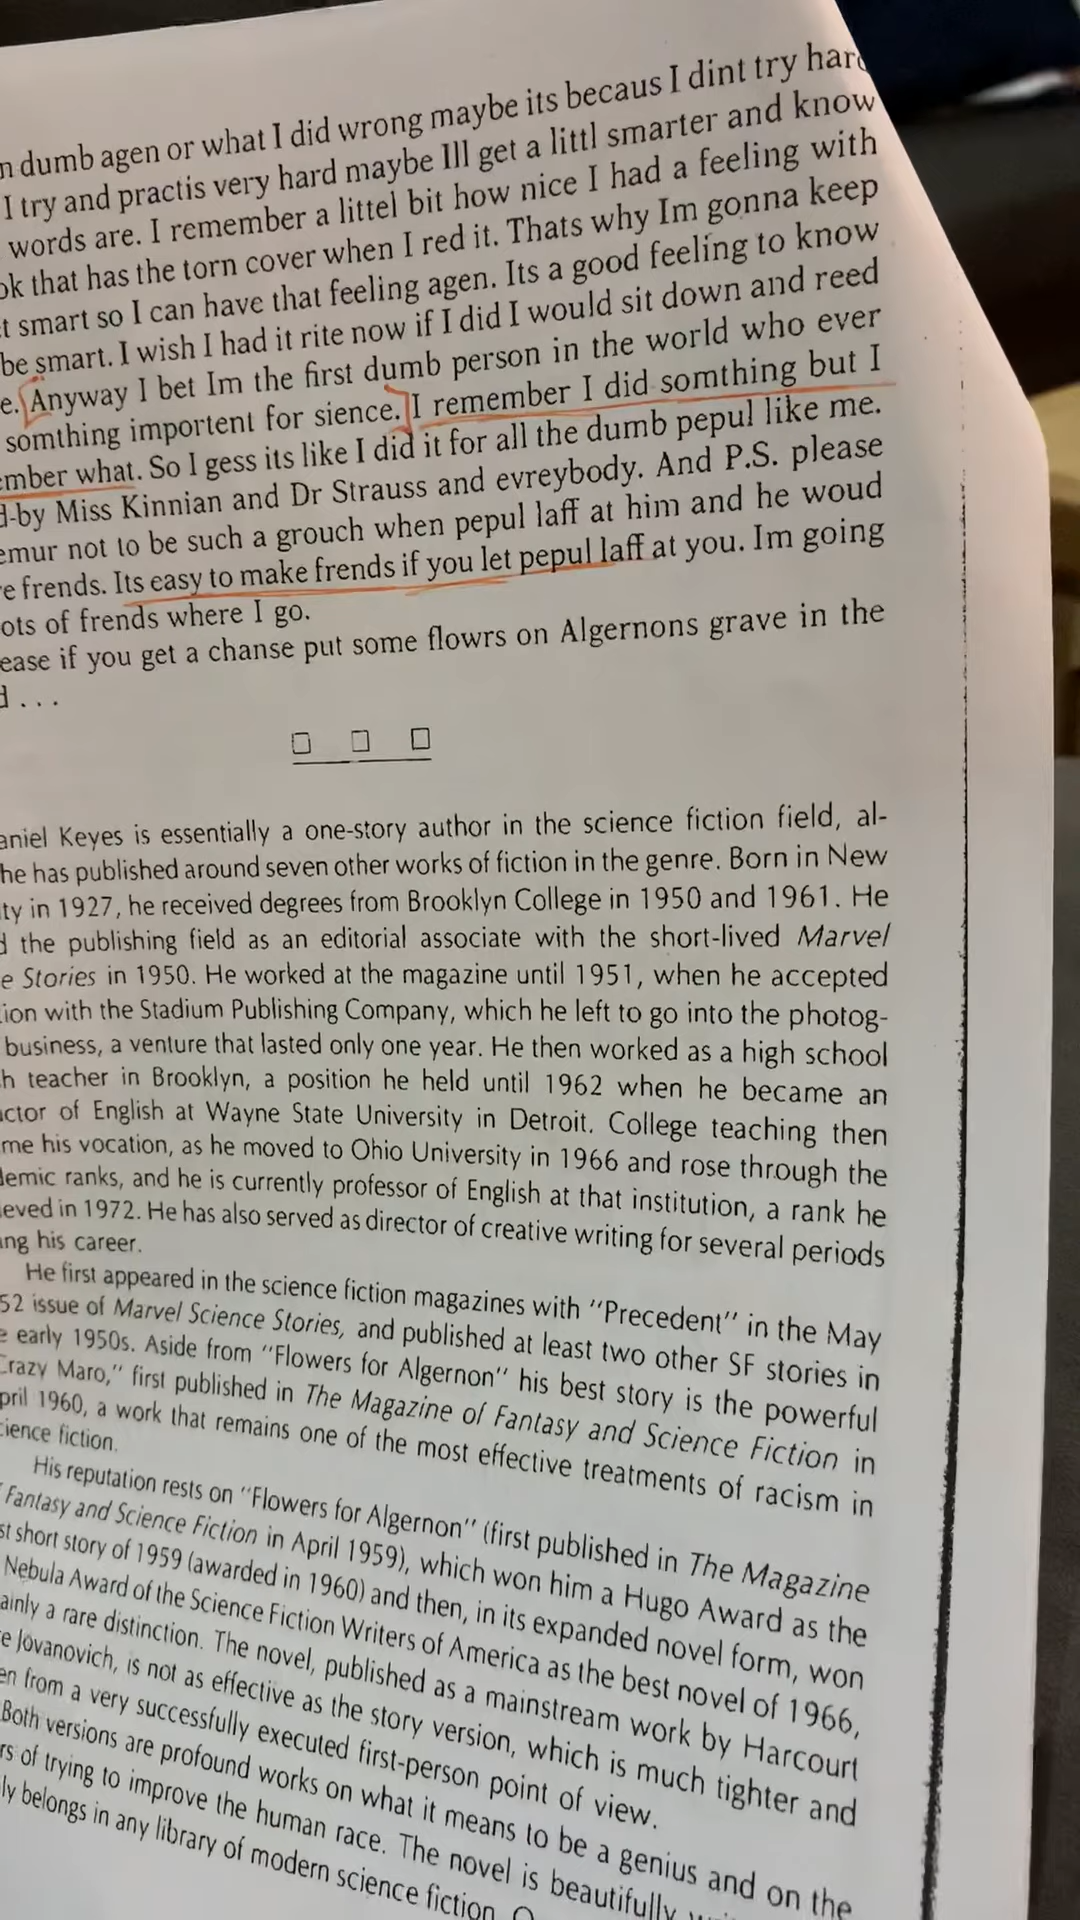 dumb agen or what I did wrong maybe its becaus I dint try hard
I try and practis very hard maybe Ill get a littl smarter and know
words are. I remember a littel bit how nice I had a feeling with
ok that has the torn cover when I red it. Thats why Im gonna keep
t smart so I can have that feeling agen. Its a good feeling to know
be smart. I wish I had it rite now if I did I would sit down and reed
e. Anyway I bet Im the first dumb person in the world who ever
somthing importent for sience. I remember I did somthing but I
mber what. So I gess its like I did it for all the dumb pepul like me.
d-by Miss Kinnian and Dr Strauss and evreybody. And P.S. please
emur not to be such a grouch when pepul laff at him and he woud
e frends. Its easy to make frends if you let pepul laff at you. Im going
ots of frends where I go.
ease if you get a chanse put some flowrs on Algernons grave in the
d . . .
aniel Keyes is essentially a one-story author in the science fiction field, al-
he has published around seven other works of fiction in the genre. Born in New
ty in 1927, he received degrees from Brooklyn College in 1950 and 1961. He
d the publishing field as an editorial associate with the short-lived Marvel
e Stories in 1950. He worked at the magazine until 1951, when he accepted
ion with the Stadium Publishing Company, which he left to go into the photog-
business, a venture that lasted only one year. He then worked as a high school
h teacher in Brooklyn, a position he held until 1962 when he became an
uctor of English at Wayne State University in Detroit. College teaching then
me his vocation, as he moved to Ohio University in 1966 and rose through the
demic ranks, and he is currently professor of English at that institution, a rank he
ieved in 1972. He has also served as director of creative writing for several periods
ing his career.
He first appeared in the science fiction magazines with "Precedent" in the May
52 issue of Marvel Science Stories, and published at least two other SF stories in
e early 1950s. Aside from "Flowers for Algernon" his best story is the powerful
Crazy Maro," first published in The Magazine of Fantasy and Science Fiction in
pril 1960, a work that remains one of the most effective treatments of racism in
cience fiction.
His reputation rests on "Flowers for Algernon" (first published in The Magazine
Fantasy and Science Fiction in April 1959), which won him a Hugo Award as the
st short story of 1959 (awarded in 1960) and then, in its expanded novel form, won
Nebula Award of the Science Fiction Writers of America as the best novel of 1966,
ainly a rare distinction. The novel, published as a mainstream work by Harcourt
e Jovanovich, is not as effective as the story version, which is much tighter and
en from a very successfully executed first-person point of view.
Both versions are profound works on what it means to be a genius and on the
rs of trying to improve the human race. The novel is beautifully
ly belongs in any library of modern science fiction.